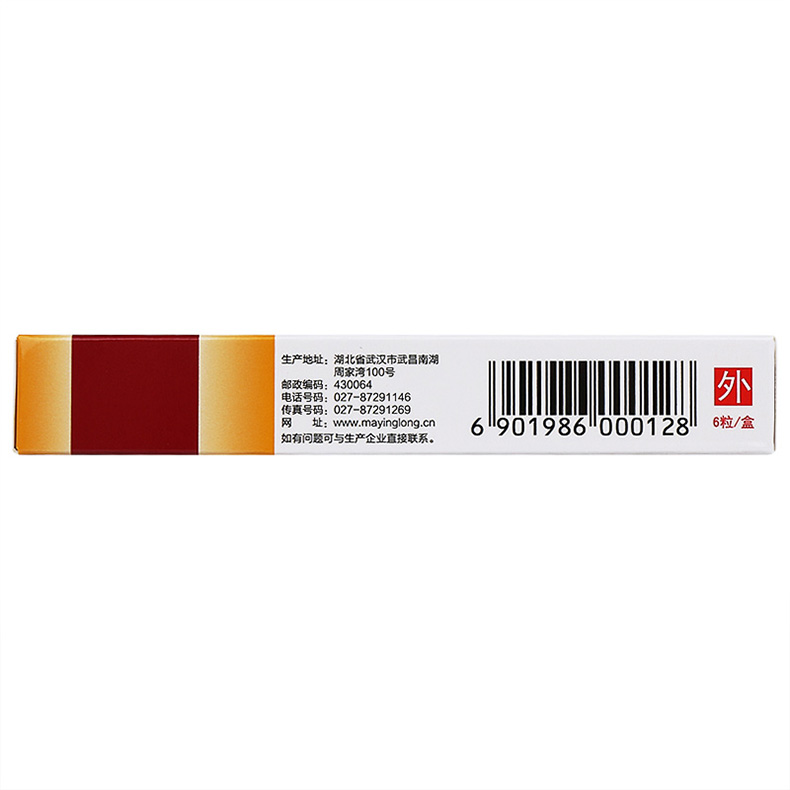 生产地址：湖北省武汉市武昌南湖
周家湾100号
邮政编码：430064
电话号码：027-87291146
传真号码：027-87291269
网　　址：www.mayinglong.cn
如有问题可与生产企业直接联系。
6 901986 000128
外
6粒/盒